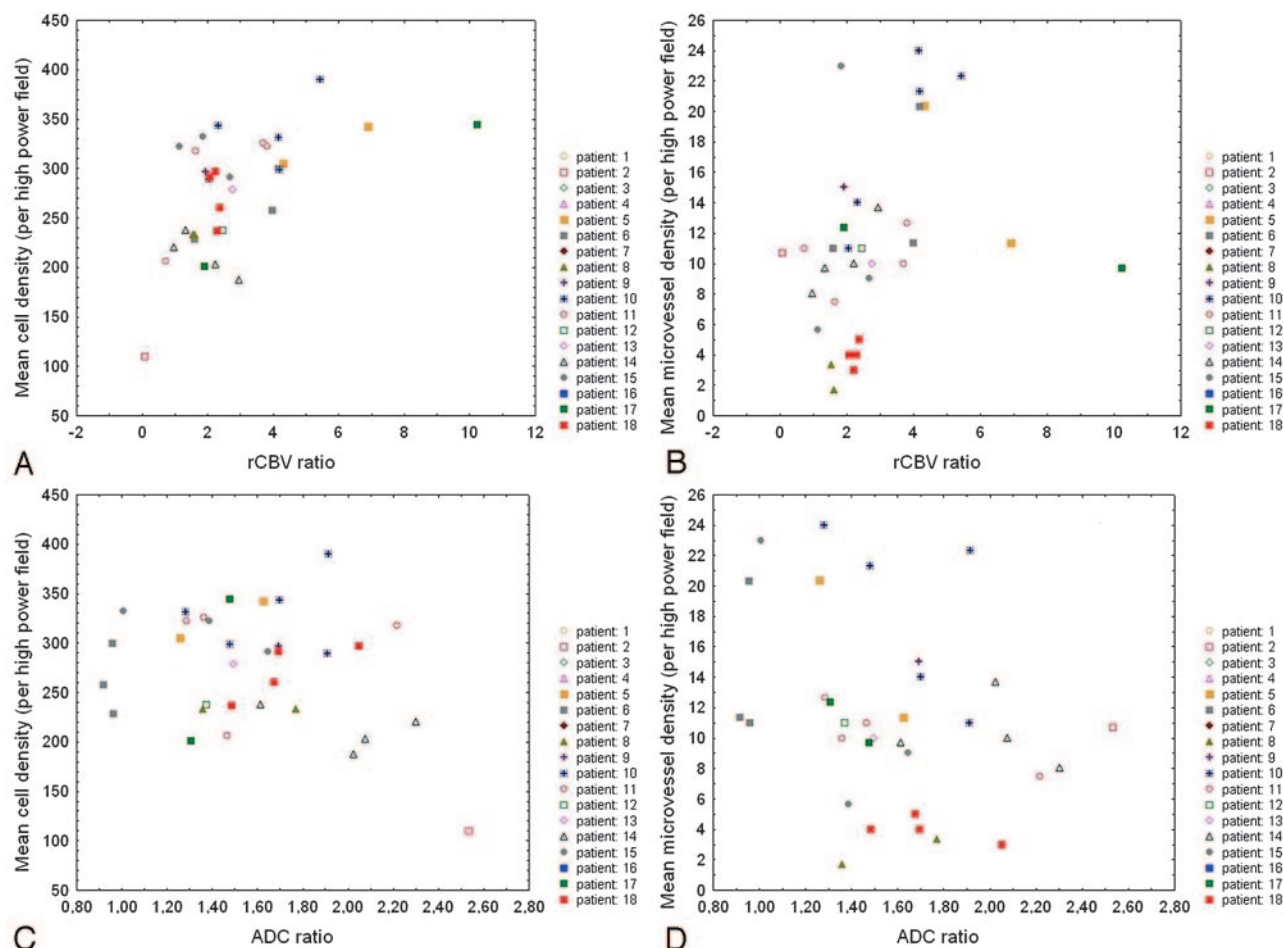 A
Mean cell density (per high power field)
450
400
350
300
250
200
150
100
50
-2 0 2 4 6 8 10 12
rCBV ratio
patient: 1
patient: 2
patient: 3
patient: 4
patient: 5
patient: 6
patient: 7
patient: 8
patient: 9
patient: 10
patient: 11
patient: 12
patient: 13
patient: 14
patient: 15
patient: 16
patient: 17
patient: 18
B
Mean microvessel density (per high power field)
26
24
22
20
18
16
14
12
10
8
6
4
2
0
-2 0 2 4 6 8 10 12
rCBV ratio
patient: 1
patient: 2
patient: 3
patient: 4
patient: 5
patient: 6
patient: 7
patient: 8
patient: 9
patient: 10
patient: 11
patient: 12
patient: 13
patient: 14
patient: 15
patient: 16
patient: 17
patient: 18
C
Mean cell density (per high power field)
450
400
350
300
250
200
150
100
50
0,80 1,00 1,20 1,40 1,60 1,80 2,00 2,20 2,40 2,60 2,80
ADC ratio
patient: 1
patient: 2
patient: 3
patient: 4
patient: 5
patient: 6
patient: 7
patient: 8
patient: 9
patient: 10
patient: 11
patient: 12
patient: 13
patient: 14
patient: 15
patient: 16
patient: 17
patient: 18
D
Mean microvessel density (per high power field)
26
24
22
20
18
16
14
12
10
8
6
4
2
0
0,80 1,00 1,20 1,40 1,60 1,80 2,00 2,20 2,40 2,60 2,80
ADC ratio
patient: 1
patient: 2
patient: 3
patient: 4
patient: 5
patient: 6
patient: 7
patient: 8
patient: 9
patient: 10
patient: 11
patient: 12
patient: 13
patient: 14
patient: 15
patient: 16
patient: 17
patient: 18